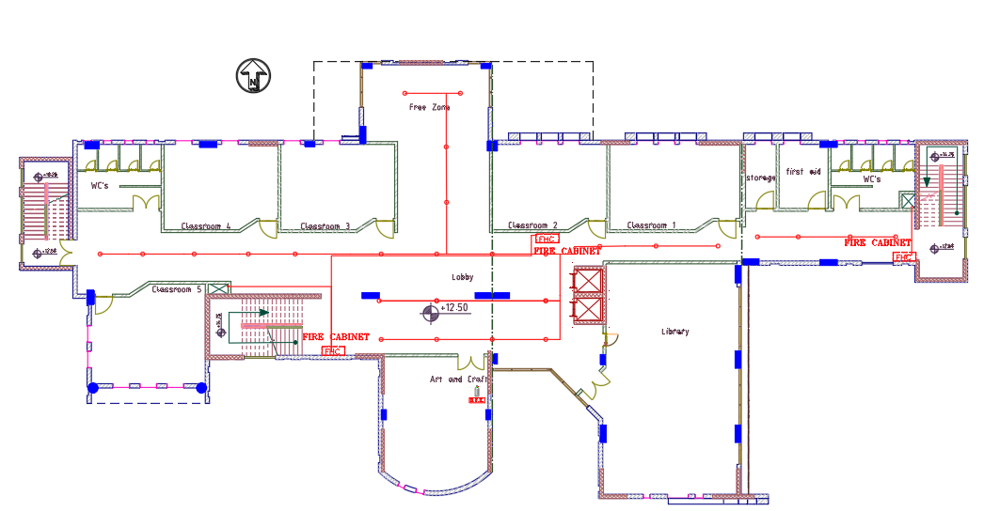 N
Free Zone
WC's
storage
first aid
WC's
Classroom 4
Classroom 3
Classroom 2
Classroom 1
FHC
FIRE CABINET
FIRE CABINET
FHC
Lobby
Classroom 5
+12.50
FIRE CABINET
FHC
Library
Art and Craft